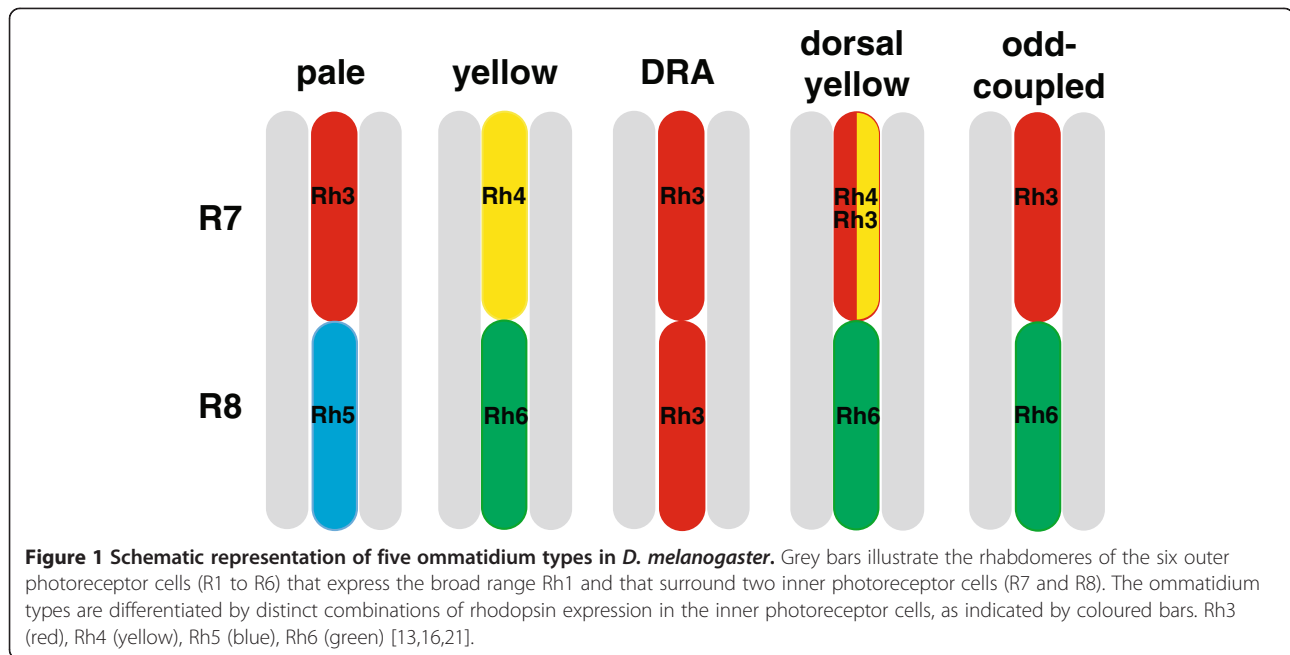 pale
yellow
DRA
dorsal
yellow
odd-
coupled
R7
Rh3
Rh4
Rh3
Rh4
Rh3
Rh3
R8
Rh5
Rh6
Rh3
Rh6
Rh6
Figure 1 Schematic representation of five ommatidium types in D. melanogaster. Grey bars illustrate the rhabdomeres of the six outer
photoreceptor cells (R1 to R6) that express the broad range Rh1 and that surround two inner photoreceptor cells (R7 and R8). The ommatidium
types are differentiated by distinct combinations of rhodopsin expression in the inner photoreceptor cells, as indicated by coloured bars. Rh3
(red), Rh4 (yellow), Rh5 (blue), Rh6 (green) [13,16,21].